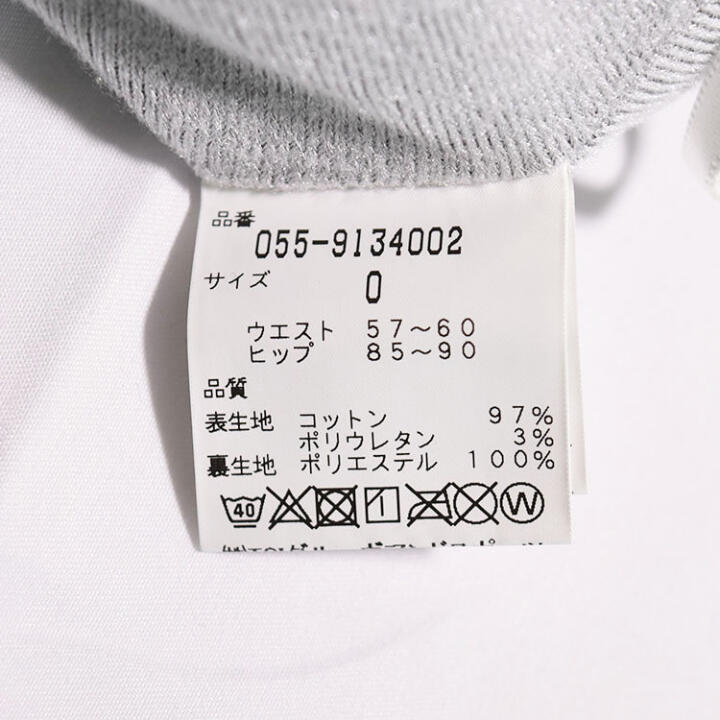 品番
055-9134002
サイズ 0
ウエスト 57～60
ヒップ 85～90
品質
表生地 コットン 97%
ポリウレタン 3%
裏生地 ポリエステル 100%
40 W